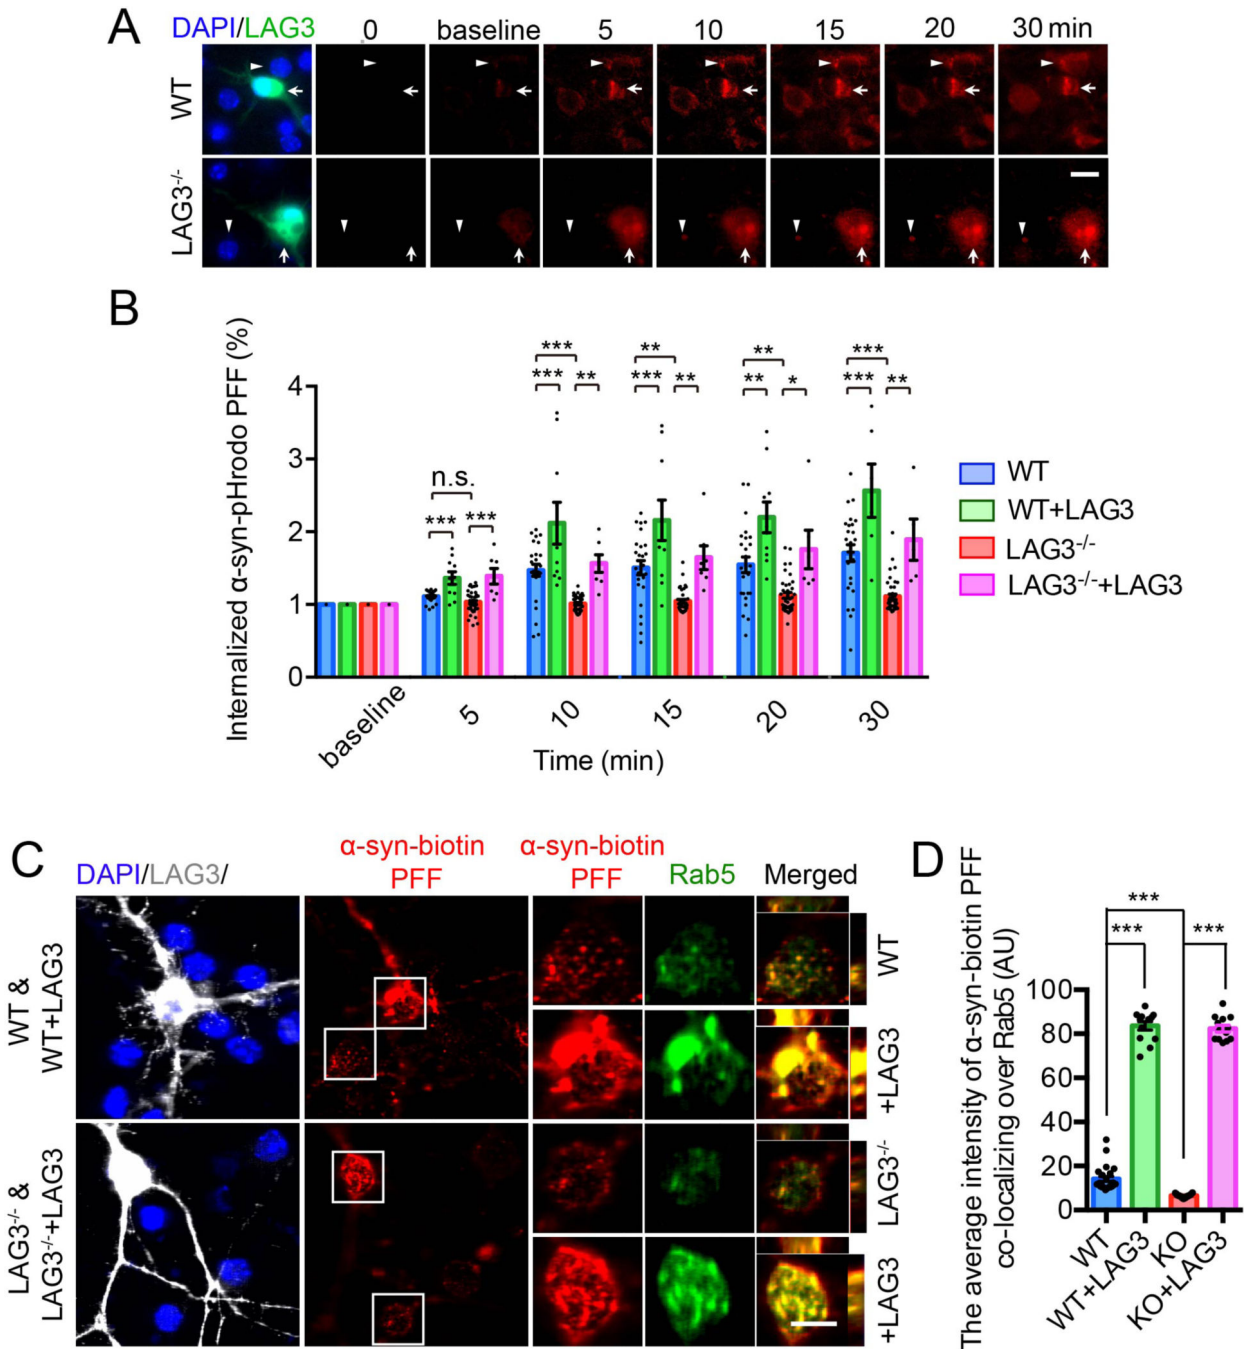 A
DAPI/LAG3 0 baseline 5 10 15 20 30 min
WT
LAG3-/-
B
Internalized α-syn-pHrodo PFF (%)
4
3
2
1
0
n.s.
*** ***
*** *** **
** *** **
** ** *
*** *** **
baseline 5 10 15 20 30
Time (min)
WT
WT+LAG3
LAG3-/-
LAG3-/-+LAG3
C
DAPI/LAG3/
α-syn-biotin
PFF
α-syn-biotin
PFF
Rab5
Merged
WT &
WT+LAG3
LAG3-/- &
LAG3-/-+LAG3
WT
+LAG3
LAG3-/-
+LAG3
D
The average intensity of α-syn-biotin PFF
co-localizing over Rab5 (AU)
***
*** ***
100
80
60
40
20
0
WT
WT+LAG3
KO
KO+LAG3